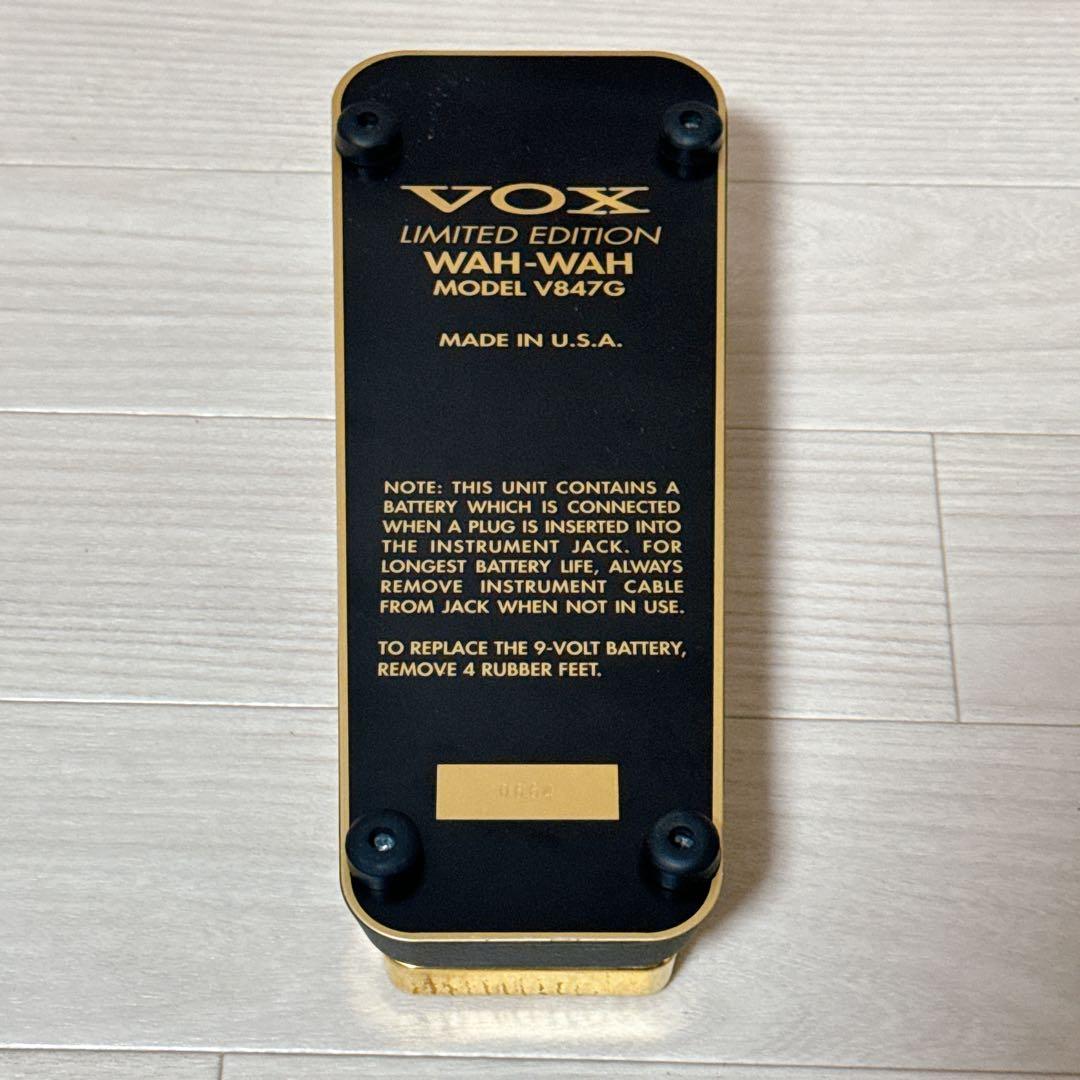 VOX
LIMITED EDITION
WAH-WAH
MODEL V847G
MADE IN U.S.A.
NOTE: THIS UNIT CONTAINS A
BATTERY WHICH IS CONNECTED
WHEN A PLUG IS INSERTED INTO
THE INSTRUMENT JACK. FOR
LONGEST BATTERY LIFE, ALWAYS
REMOVE INSTRUMENT CABLE
FROM JACK WHEN NOT IN USE.
TO REPLACE THE 9-VOLT BATTERY,
REMOVE 4 RUBBER FEET.